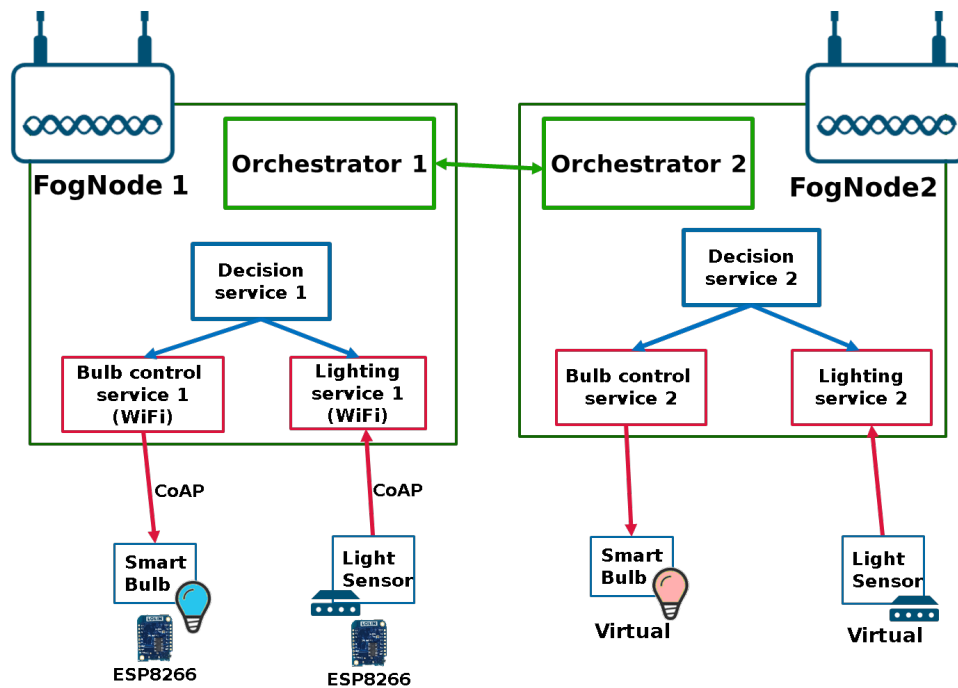 Orchestrator 1
Orchestrator 2
FogNode 1
FogNode2
Decision
service 1
Decision
service 2
Bulb control
service 1
(WiFi)
Lighting
service 1
(WiFi)
Bulb control
service 2
Lighting
service 2
CoAP
CoAP
Smart
Bulb
Light
Sensor
Smart
Bulb
Light
Sensor
Virtual
Virtual
LOLIN
LOLIN
ESP8266
ESP8266